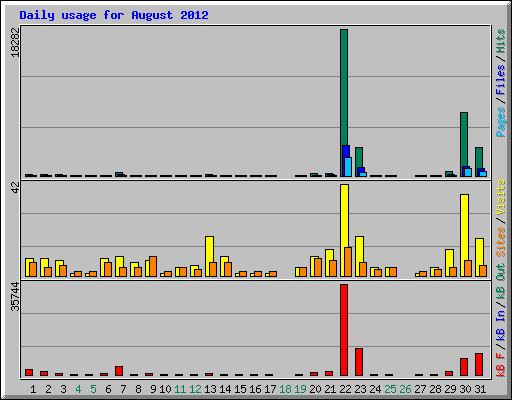 Daily usage for August 2012
18282
Pages / Files / Hits
42
Sites / Visits
35744
kB F / kB In / kB Out
1 2 3 4 5 6 7 8 9 10 11 12 13 14 15 16 17 18 19 20 21 22 23 24 25 26 27 28 29 30 31